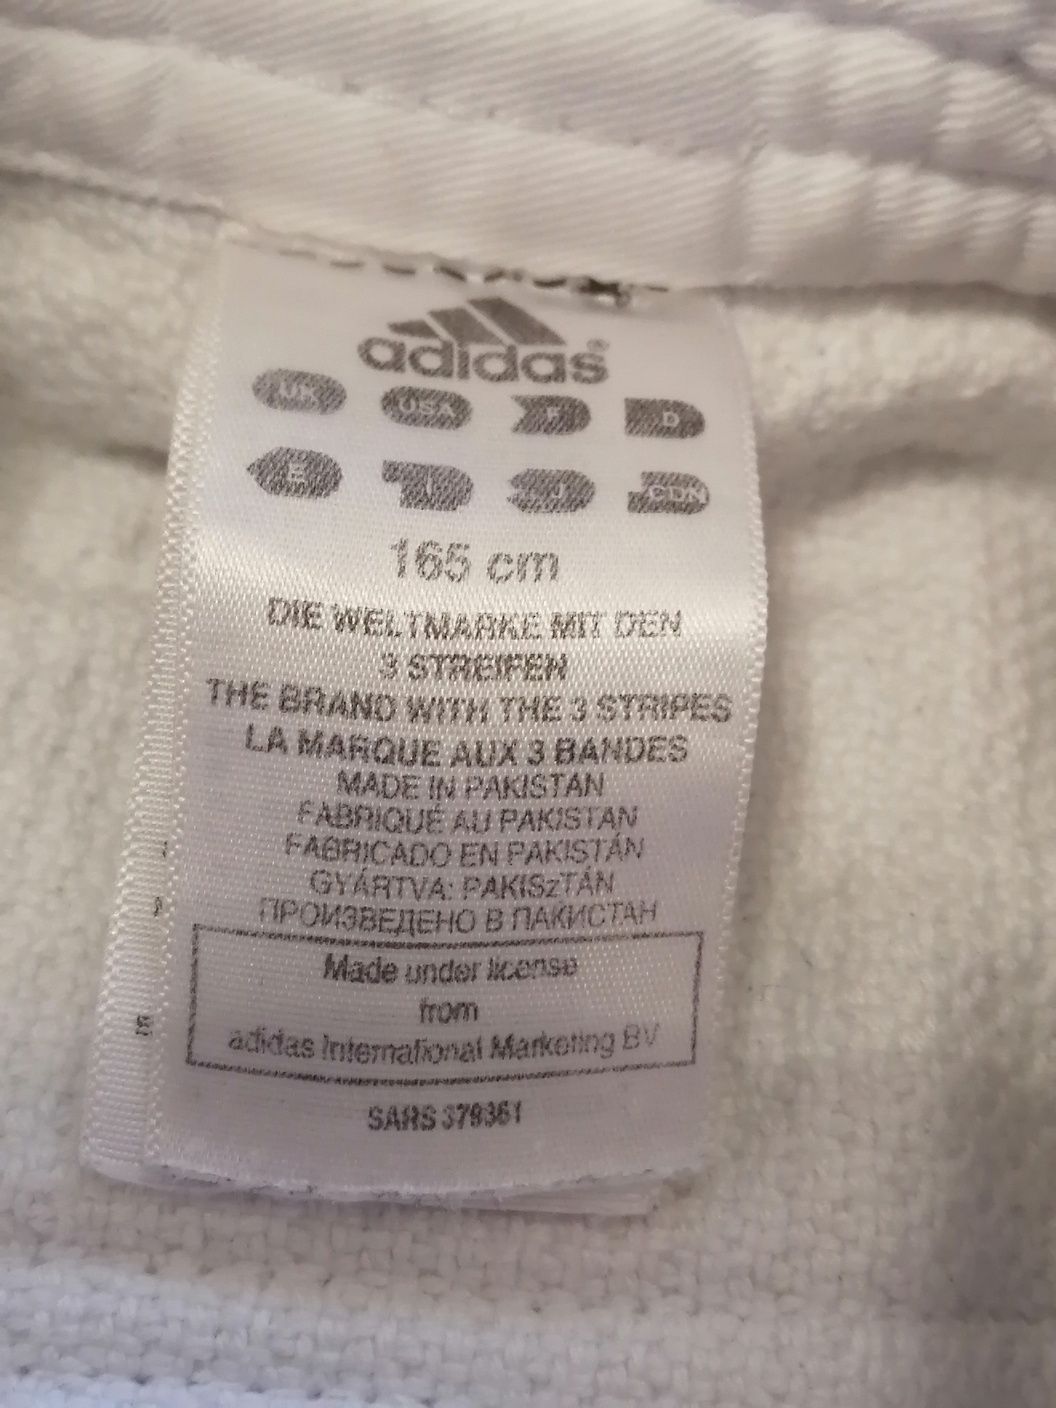 adidas®
UK USA F D
E I J CDN
165 cm
DIE WELTMARKE MIT DEN
3 STREIFEN
THE BRAND WITH THE 3 STRIPES
LA MARQUE AUX 3 BANDES
MADE IN PAKISTAN
FABRIQUÉ AU PAKISTAN
FABRICADO EN PAKISTÁN
GYÁRTVA: PAKISzTÁN
ПРОИЗВЕДЕНО В ПАКИСТАН
Made under license
from
adidas International Marketing BV
SARS 379361